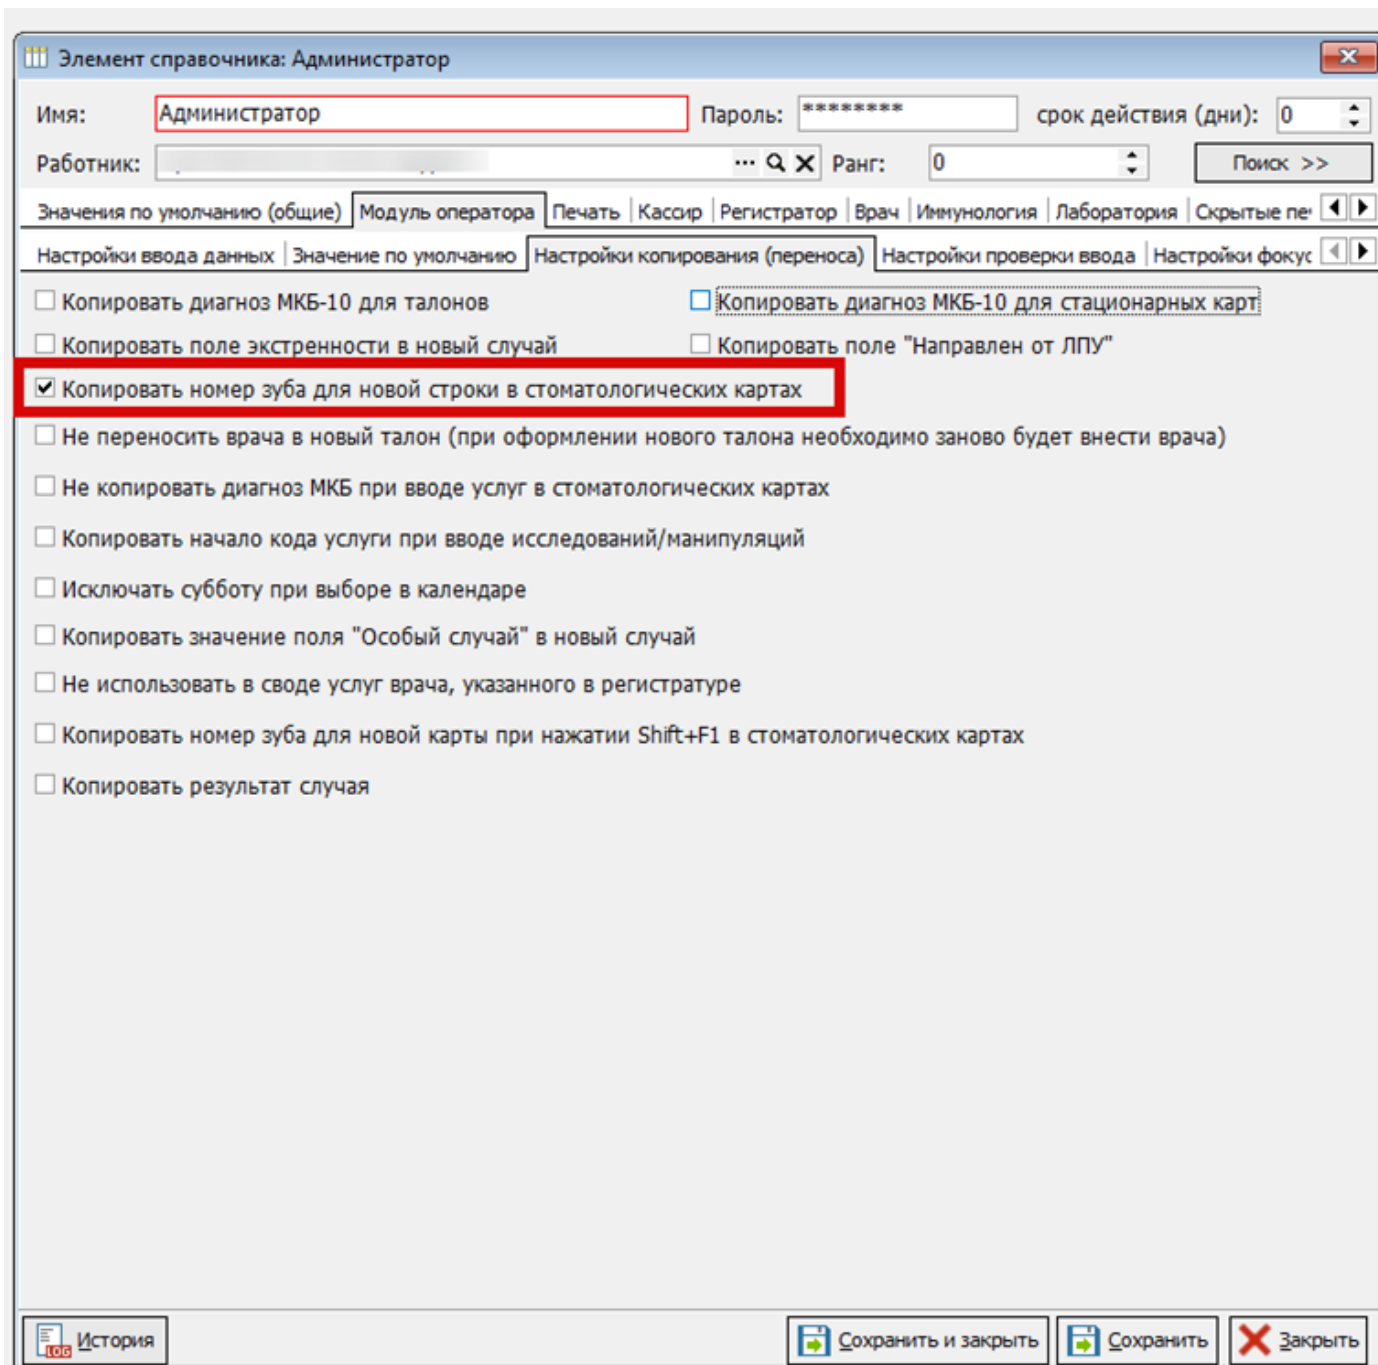 Элемент справочника: Администратор
Имя: Администратор Пароль: ******** срок действия (дни): 0
Работник: ... Ранг: 0 Поиск >>
Значения по умолчанию (общие) Модуль оператора Печать Кассир Регистратор Врач Иммунология Лаборатория Скрытые пе
Настройки ввода данных Значение по умолчанию Настройки копирования (переноса) Настройки проверки ввода Настройки фокус
Копировать диагноз МКБ-10 для талонов Копировать диагноз МКБ-10 для стационарных карт
Копировать поле экстренности в новый случай Копировать поле "Направлен от ЛПУ"
Копировать номер зуба для новой строки в стоматологических картах
Не переносить врача в новый талон (при оформлении нового талона необходимо заново будет внести врача)
Не копировать диагноз МКБ при вводе услуг в стоматологических картах
Копировать начало кода услуги при вводе исследований/манипуляций
Исключать субботу при выборе в календаре
Копировать значение поля "Особый случай" в новый случай
Не использовать в своде услуг врача, указанного в регистратуре
Копировать номер зуба для новой карты при нажатии Shift+F1 в стоматологических картах
Копировать результат случая
LOG История Сохранить и закрыть Сохранить Закрыть